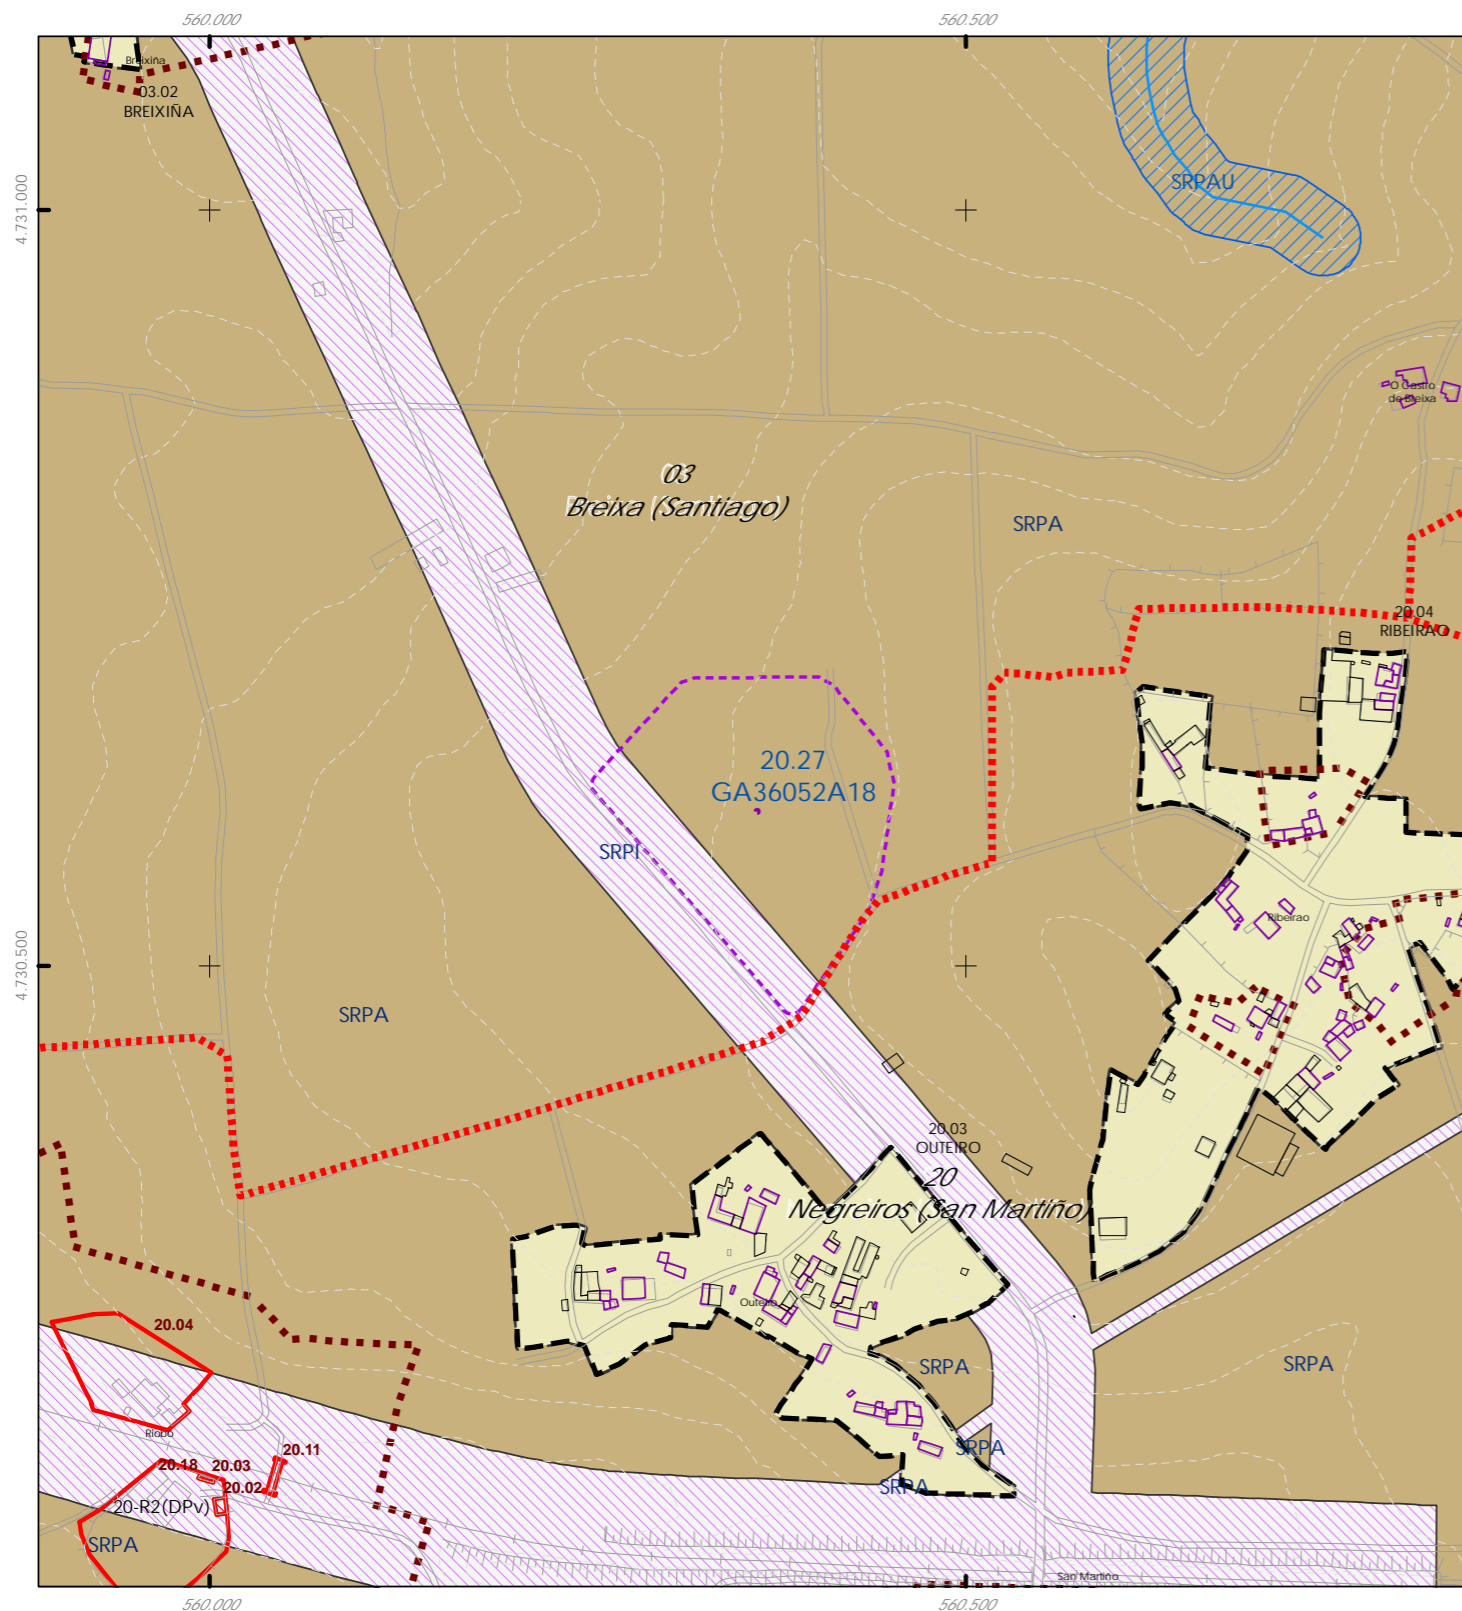 560.000
560.500
Breixiña
03.02
BREIXIÑA
4.731.000
SRPAU
O Castro
de Breixa
03
Breixa (Santiago)
SRPA
20.04
RIBEIRAO
20.27
GA36052A18
SRPI
Ribeirao
4.730.500
SRPA
20.03
OUTEIRO
20
Negreiros (San Martiño)
Outeiro
20.04
SRPA
SRPA
Riobó
20.11
SRPA
20.18
20.03
20.02
SRPA
20-R2(DPv)
SRPA
San Martiño
560.000
560.500